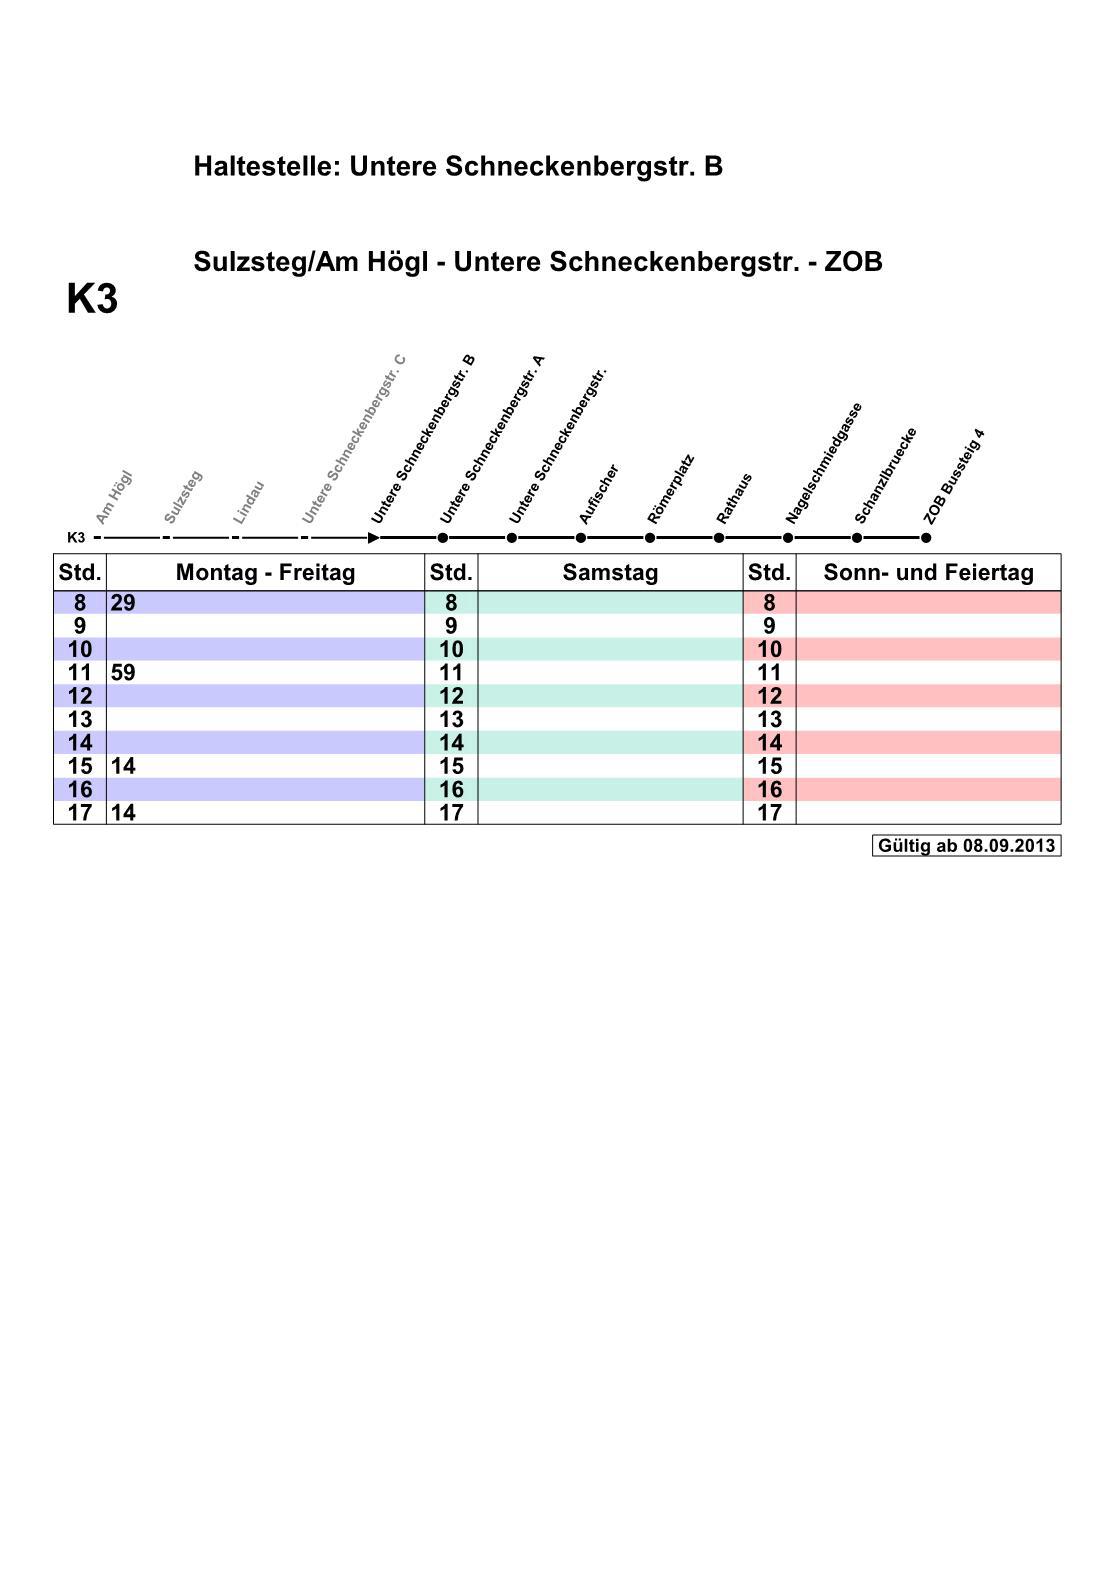 Haltestelle: Untere Schneckenbergstr. B
Sulzsteg/Am Högl - Untere Schneckenbergstr. - ZOB
K3
Am Högl
Sulzsteg
Lindau
Untere Schneckenbergstr. C
Untere Schneckenbergstr. B
Untere Schneckenbergstr. A
Untere Schneckenbergstr.
Aufischer
Römerplatz
Rathaus
Nagelschmiedgasse
Schanzlbruecke
ZOB Bussteig 4
K3
Std. Montag - Freitag Std. Samstag Std. Sonn- und Feiertag
8 29 8 8
9 9 9
10 10 10
11 59 11 11
12 12 12
13 13 13
14 14 14
15 14 15 15
16 16 16
17 14 17 17
Gültig ab 08.09.2013